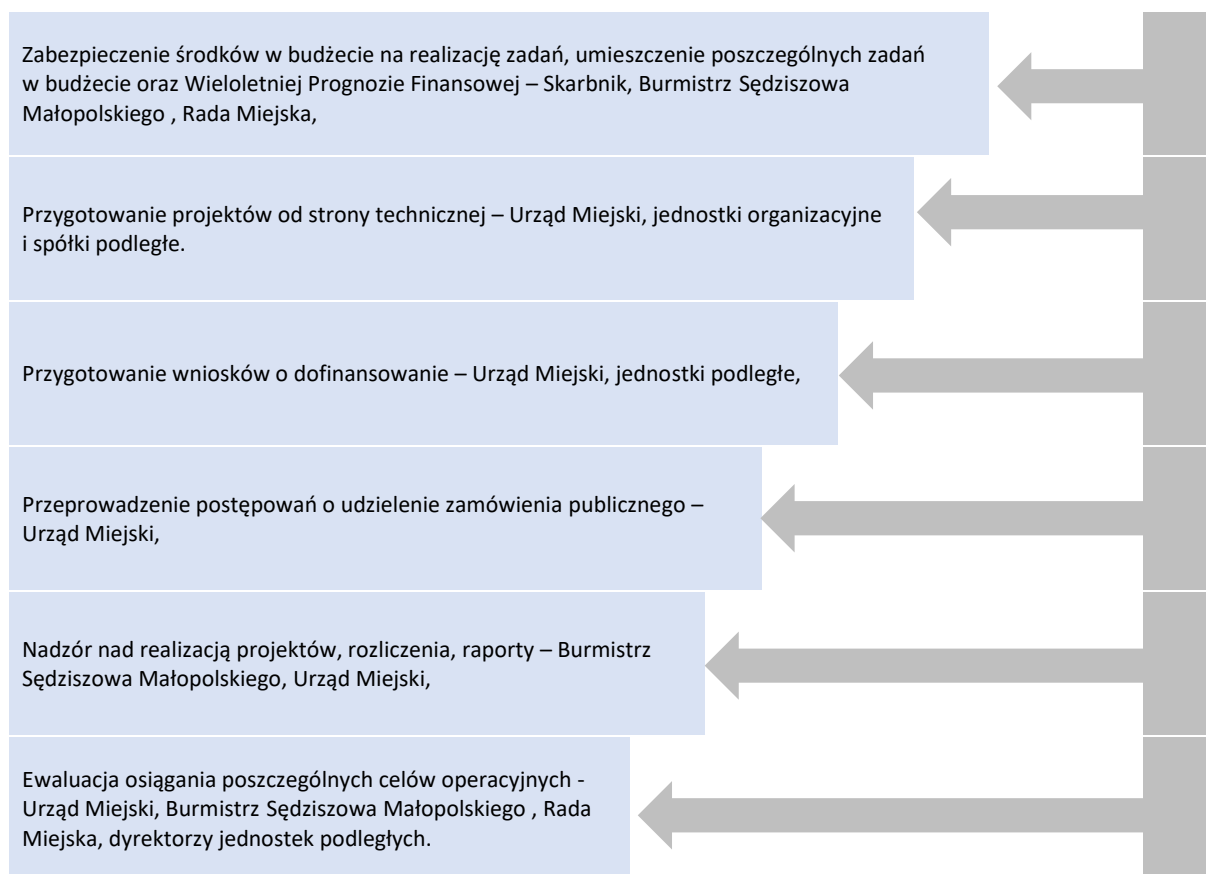 Zabezpieczenie środków w budżecie na realizację zadań, umieszczenie poszczególnych zadań
w budżecie oraz Wieloletniej Prognozie Finansowej – Skarbnik, Burmistrz Sędziszowa
Małopolskiego , Rada Miejska,
Przygotowanie projektów od strony technicznej – Urząd Miejski, jednostki organizacyjne
i spółki podległe.
Przygotowanie wniosków o dofinansowanie – Urząd Miejski, jednostki podległe,
Przeprowadzenie postępowań o udzielenie zamówienia publicznego –
Urząd Miejski,
Nadzór nad realizacją projektów, rozliczenia, raporty – Burmistrz
Sędziszowa Małopolskiego, Urząd Miejski,
Ewaluacja osiągania poszczególnych celów operacyjnych -
Urząd Miejski, Burmistrz Sędziszowa Małopolskiego , Rada
Miejska, dyrektorzy jednostek podległych.